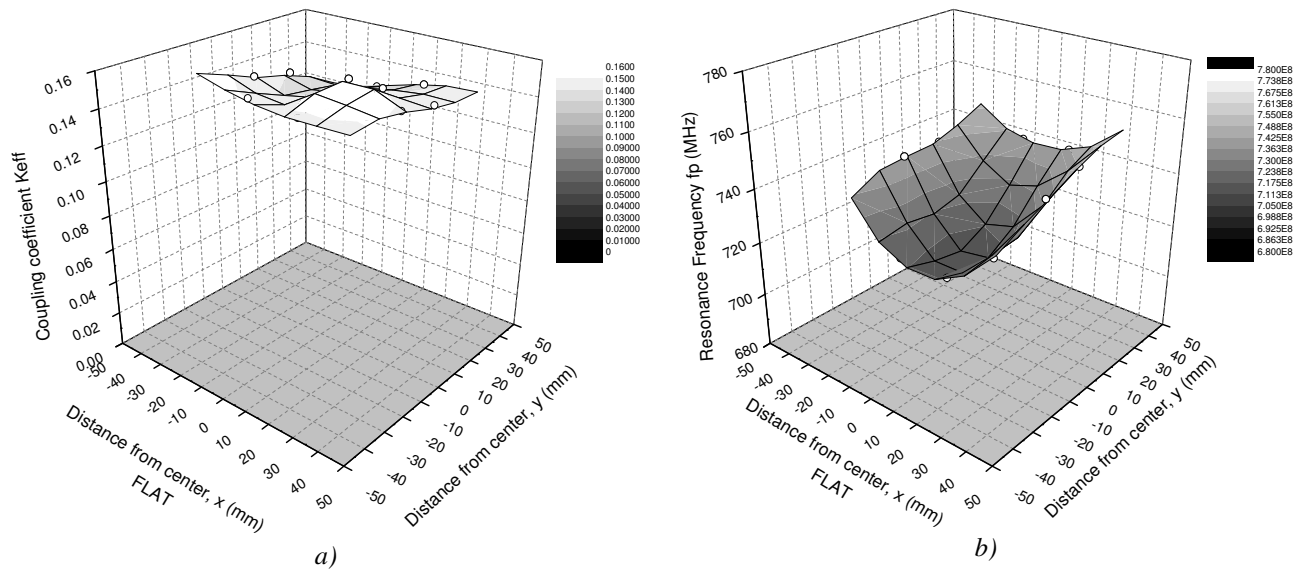 0.16
0.14
0.12
0.10
0.08
0.06
0.04
0.02
0.00
Coupling coefficient Keff
-50
-40
-30
-20
-10
0
10
20
30
40
50
Distance from center, x (mm)
FLAT
50
40
30
20
10
0
-10
-20
-30
-40
-50
Distance from center, y (mm)
0.1600
0.1500
0.1400
0.1300
0.1200
0.1100
0.1000
0.09000
0.08000
0.07000
0.06000
0.05000
0.04000
0.03000
0.02000
0.01000
0
a)
780
760
740
720
700
680
Resonance Frequency fp (MHz)
-50
-40
-30
-20
-10
0
10
20
30
40
50
Distance from center, x (mm)
FLAT
50
40
30
20
10
0
-10
-20
-30
-40
-50
Distance from center, y (mm)
7.800E8
7.738E8
7.675E8
7.613E8
7.550E8
7.488E8
7.425E8
7.363E8
7.300E8
7.238E8
7.175E8
7.113E8
7.050E8
6.988E8
6.925E8
6.863E8
6.800E8
b)